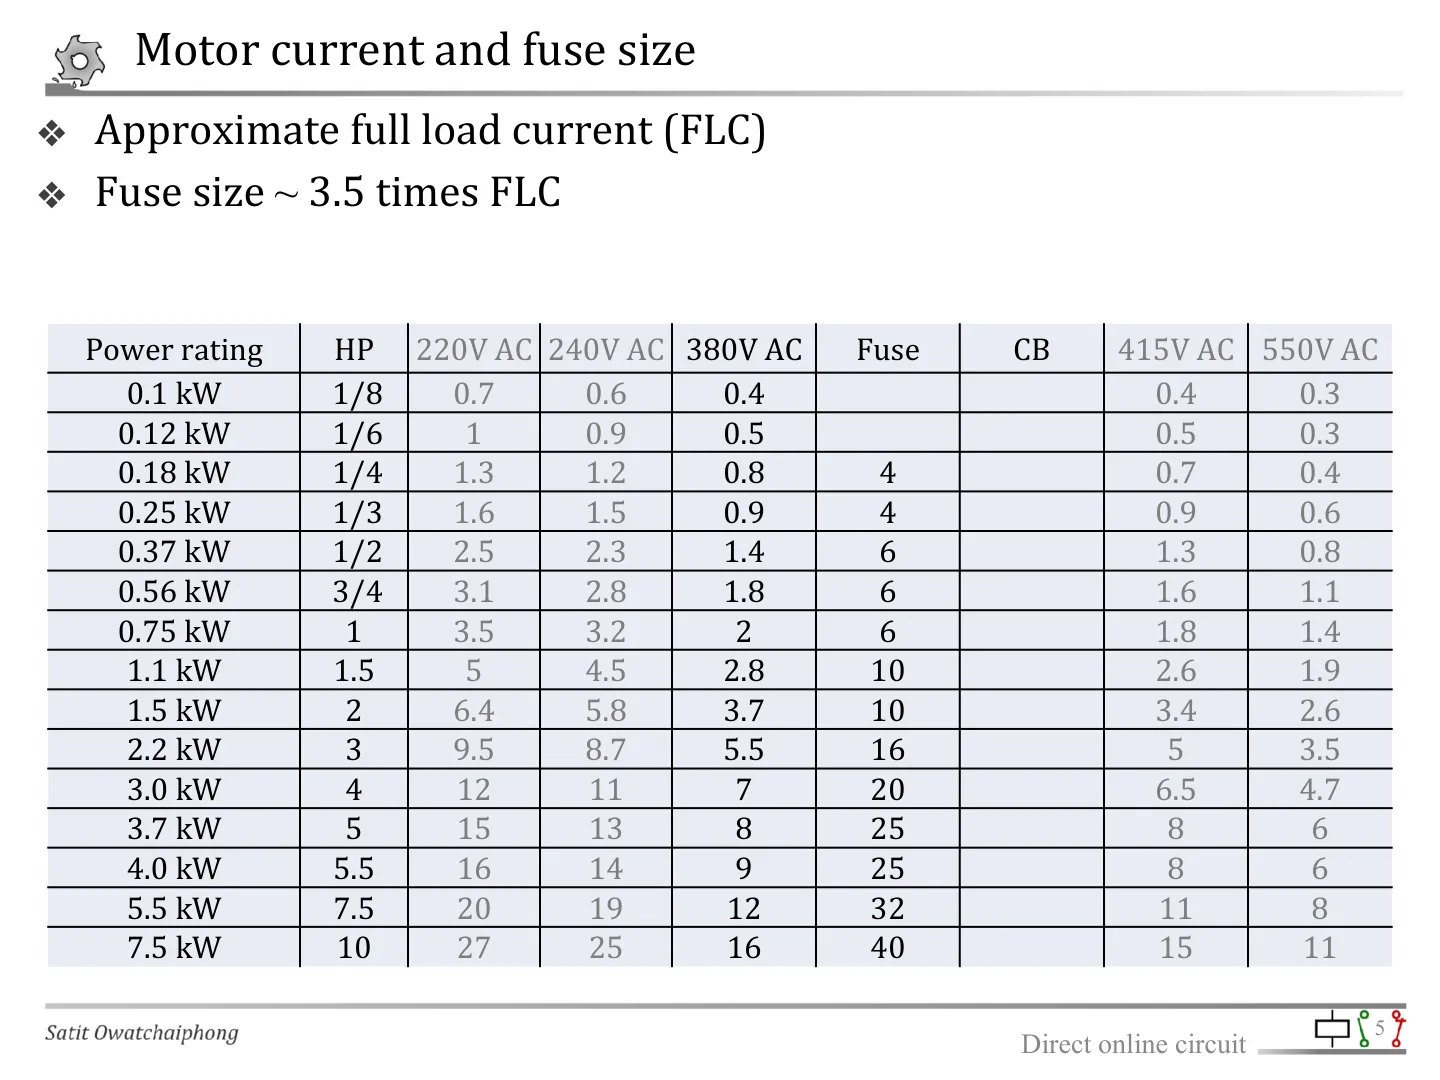 Motor current and fuse size
❖ Approximate full load current (FLC)
❖ Fuse size ~ 3.5 times FLC
Power rating HP 220V AC 240V AC 380V AC Fuse CB 415V AC 550V AC
0.1 kW 1/8 0.7 0.6 0.4 0.4 0.3
0.12 kW 1/6 1 0.9 0.5 0.5 0.3
0.18 kW 1/4 1.3 1.2 0.8 4 0.7 0.4
0.25 kW 1/3 1.6 1.5 0.9 4 0.9 0.6
0.37 kW 1/2 2.5 2.3 1.4 6 1.3 0.8
0.56 kW 3/4 3.1 2.8 1.8 6 1.6 1.1
0.75 kW 1 3.5 3.2 2 6 1.8 1.4
1.1 kW 1.5 5 4.5 2.8 10 2.6 1.9
1.5 kW 2 6.4 5.8 3.7 10 3.4 2.6
2.2 kW 3 9.5 8.7 5.5 16 5 3.5
3.0 kW 4 12 11 7 20 6.5 4.7
3.7 kW 5 15 13 8 25 8 6
4.0 kW 5.5 16 14 9 25 8 6
5.5 kW 7.5 20 19 12 32 11 8
7.5 kW 10 27 25 16 40 15 11
Satit Owatchaiphong
Direct online circuit 5